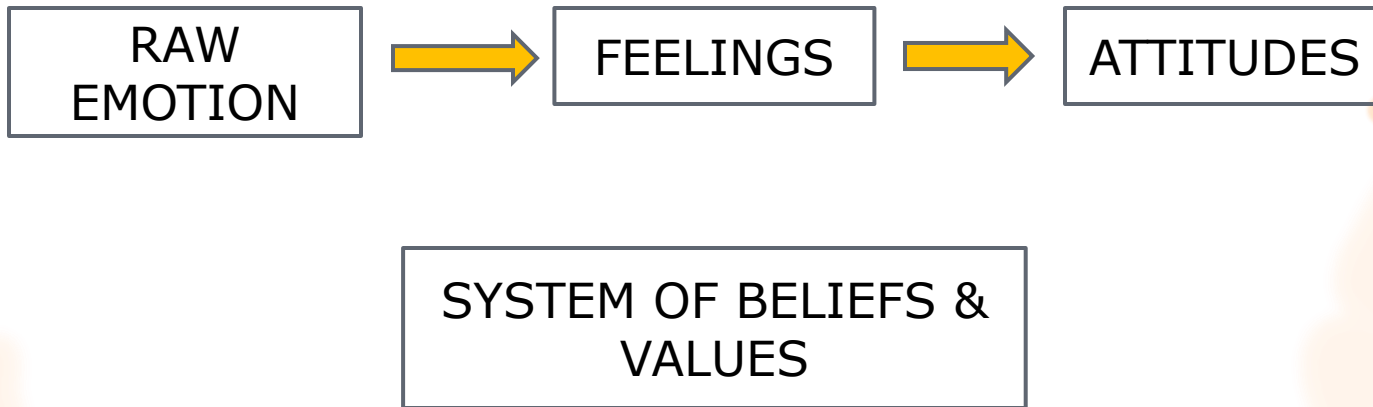 RAW
EMOTION
FEELINGS
ATTITUDES
SYSTEM OF BELIEFS &
VALUES